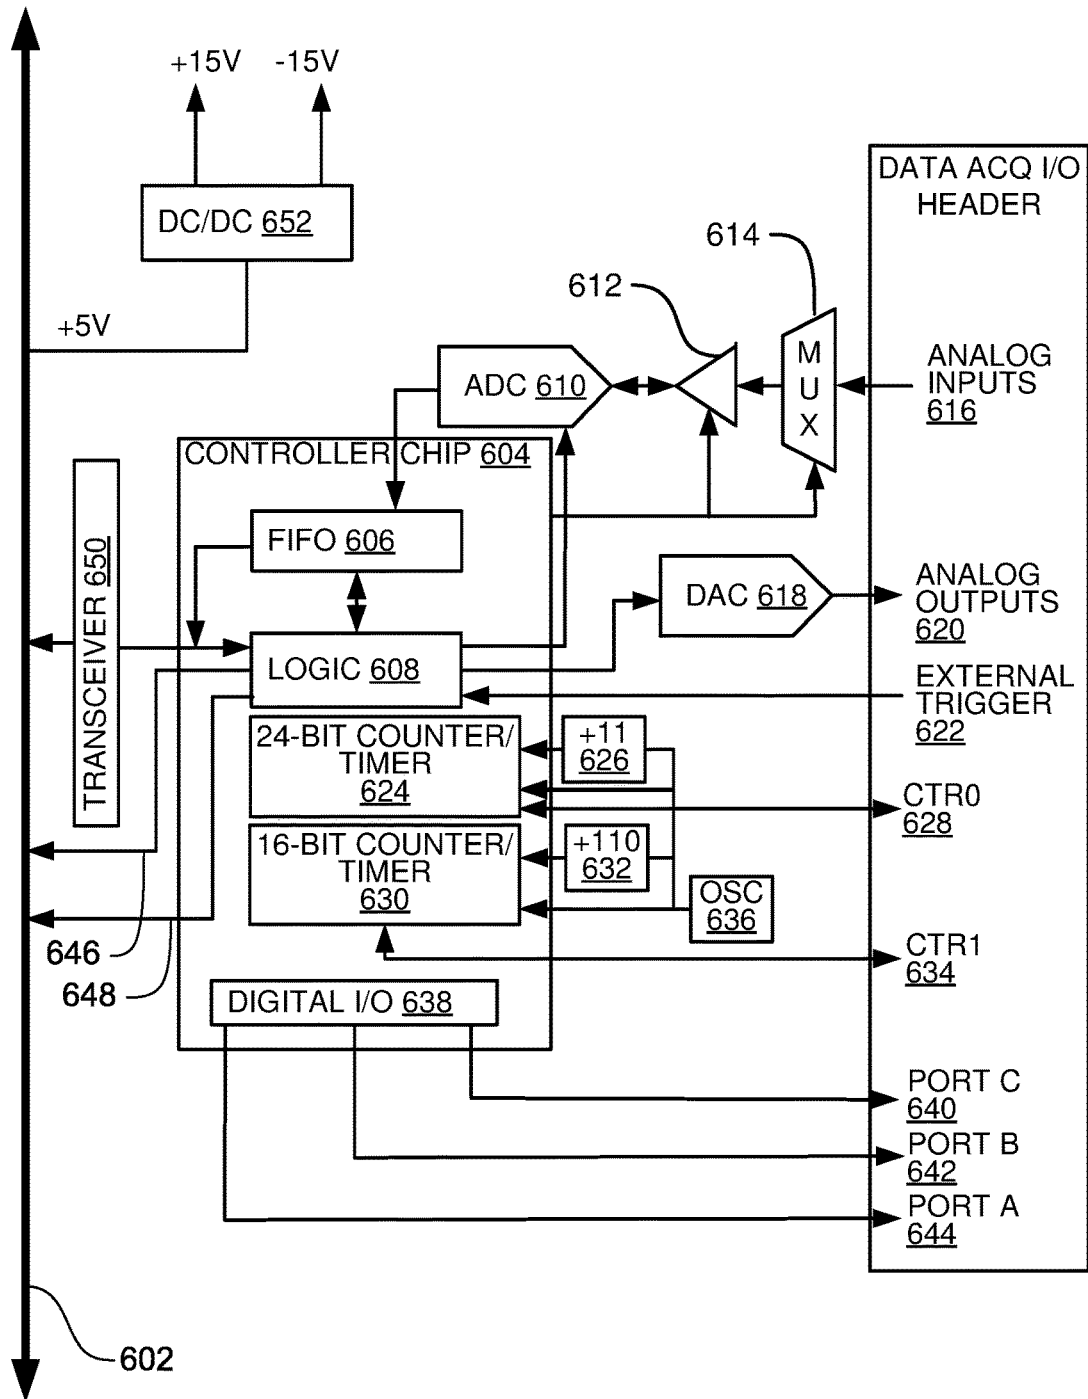 +15V -15V
DC/DC 652
+5V
614
612
DATA ACQ I/O
HEADER
MUX
ADC 610
ANALOG
INPUTS
616
CONTROLLER CHIP 604
FIFO 606
TRANSCEIVER 650
DAC 618
ANALOG
OUTPUTS
620
LOGIC 608
EXTERNAL
TRIGGER
622
24-BIT COUNTER/
TIMER
624
+11
626
CTR0
628
16-BIT COUNTER/
TIMER
630
+110
632
OSC
636
646
648
CTR1
634
DIGITAL I/O 638
PORT C
640
PORT B
642
PORT A
644
602